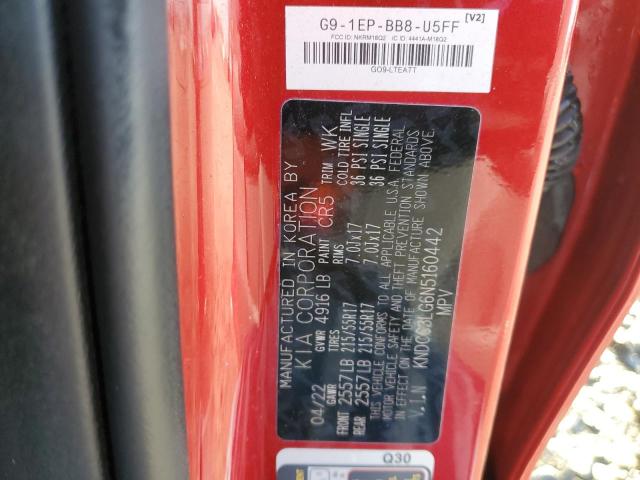 G9-1EP-BB8-U5FF [V2]
FCC ID: NKRM18Q2 IC ID: 4441A-M18Q2
GO9-LTEATT
MANUFACTURED IN KOREA BY
KIA CORPORATION
04/22 GVWR 4916 LB PAINT CR5 TRIM WK
GAWR TIRES RIMS COLD TIRE INFL
FRONT 2557LB 215/55R17 7.0Jx17 36 PSI SINGLE
REAR 2557LB 215/55R17 7.0Jx17 36 PSI SINGLE
THIS VEHICLE CONFORMS TO ALL APPLICABLE U.S.A. FEDERAL
MOTOR VEHICLE SAFETY AND THEFT PREVENTION STANDARDS
IN EFFECT ON THE DATE OF MANUFACTURE SHOWN ABOVE.
V.I.N KNDCC3LG6N5160442
MPV
Q30